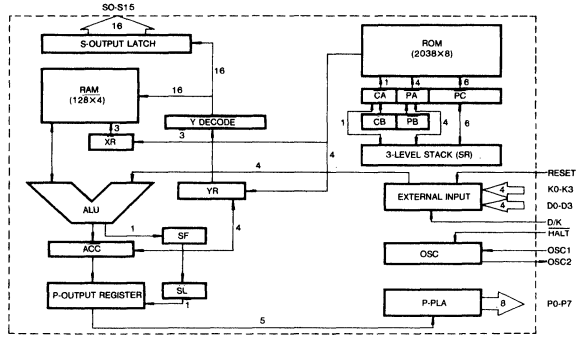 SO-S15
16
S-OUTPUT LATCH
ROM
(2038×8)
16
RAM
(128×4)
16
1
4
6
CA
PA
PC
3
Y DECODE
CB
PB
XR
3
1
4
6
4
3-LEVEL STACK (SR)
4
RESET
YR
EXTERNAL INPUT
4
K0-K3
4
D0-D3
ALU
D/K
1
SF
4
HALT
ACC
OSC
OSC1
OSC2
SL
P-OUTPUT REGISTER
1
P-PLA
8
P0-P7
5